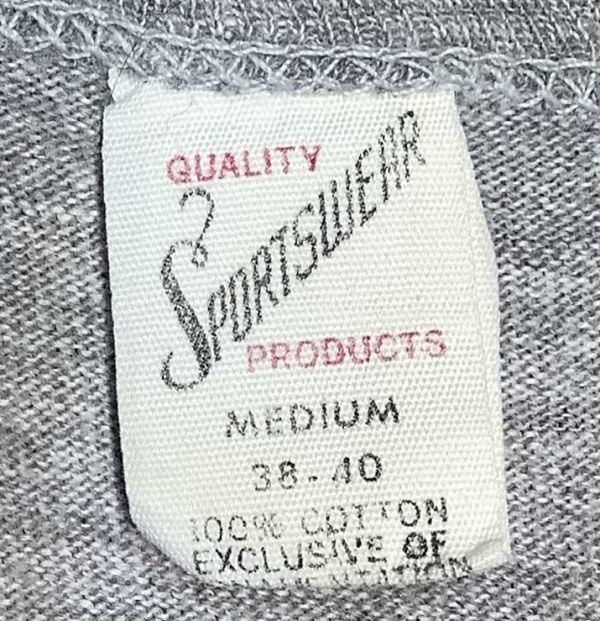 QUALITY
SPORTSWEAR
PRODUCTS
MEDIUM
38-40
100% COTTON
EXCLUSIVE OF